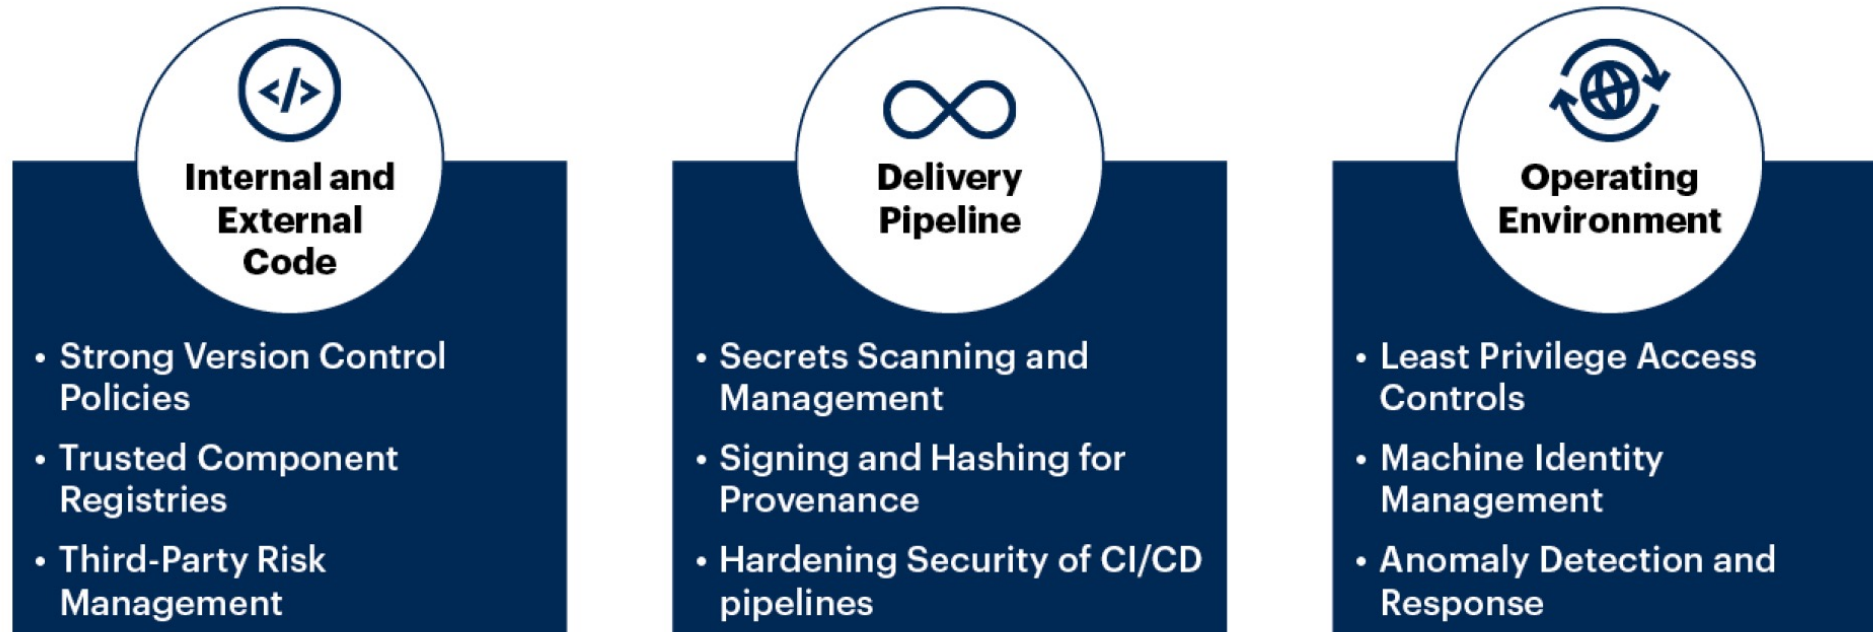 </>
Internal and
External
Code
• Strong Version Control
Policies
• Trusted Component
Registries
• Third-Party Risk
Management
Delivery
Pipeline
• Secrets Scanning and
Management
• Signing and Hashing for
Provenance
• Hardening Security of CI/CD
pipelines
Operating
Environment
• Least Privilege Access
Controls
• Machine Identity
Management
• Anomaly Detection and
Response